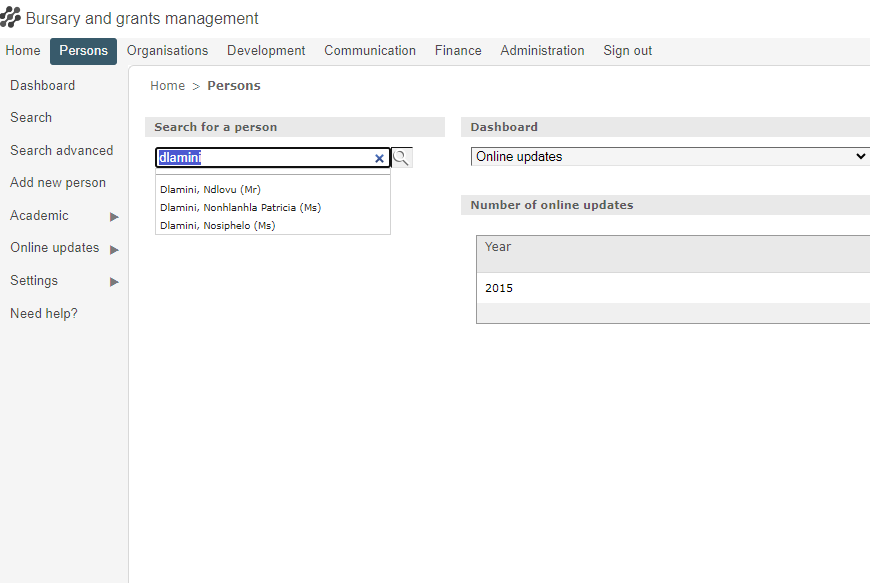 Bursary and grants management
Home Persons Organisations Development Communication Finance Administration Sign out
Dashboard
Search
Search advanced
Add new person
Academic
Online updates
Settings
Need help?
Home > Persons
Search for a person
dlamini
Dlamini, Ndlovu (Mr)
Dlamini, Nonhlanhla Patricia (Ms)
Dlamini, Nosiphelo (Ms)
Dashboard
Online updates
Number of online updates
Year
2015